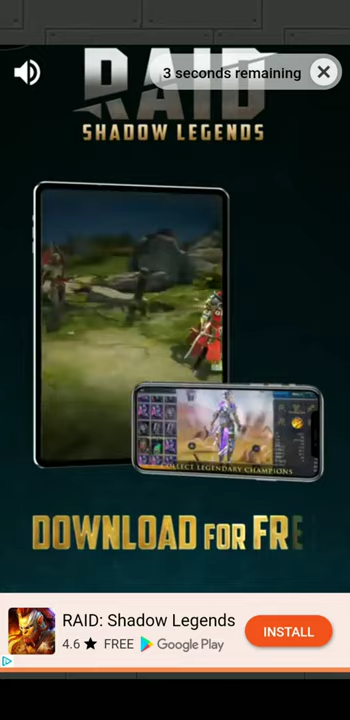 RAID
3 seconds remaining
SHADOW LEGENDS
COLLECT LEGENDARY CHAMPIONS
DOWNLOAD FOR FRE
RAID: Shadow Legends
4.6 ★ FREE Google Play
INSTALL